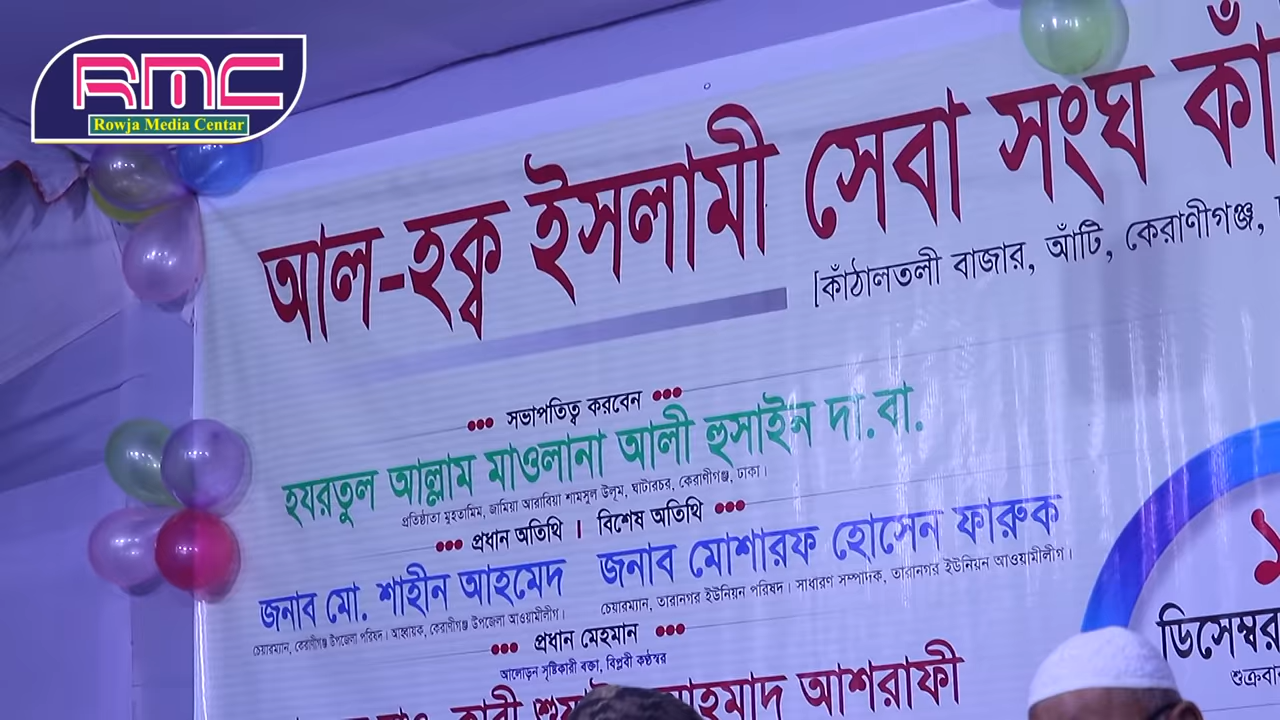 RMC
Rowja Media Centar
আল-হক্ব ইসলামী সেবা সংঘ কাঁ
[কাঁঠালতলী বাজার, আঁটি, কেরাণীগঞ্জ,
সভাপতিত্ব করবেন
হযরতুল আল্লাম মাওলানা আলী হুসাইন দা.বা.
প্রতিষ্ঠাতা মুহতামিম, জামিয়া আরাবিয়া শামসুল উলূম, ঘাটারচর, কেরাণীগঞ্জ, ঢাকা।
প্রধান অতিথি । বিশেষ অতিথি
জনাব মো. শাহীন আহমেদ জনাব মোশারফ হোসেন ফারুক
চেয়ারম্যান, কেরাণীগঞ্জ উপজেলা পরিষদ। আহ্বায়ক, কেরাণীগঞ্জ উপজেলা আওয়ামীলীগ। চেয়ারম্যান, তারানগর ইউনিয়ন পরিষদ। সাধারণ সম্পাদক, তারানগর ইউনিয়ন আওয়ামীলীগ।
প্রধান মেহমান
আলোড়ন সৃষ্টিকারী বক্তা, বিপ্লবী কণ্ঠস্বর
আশরাফী
ডিসেম্বর
শুক্রবার